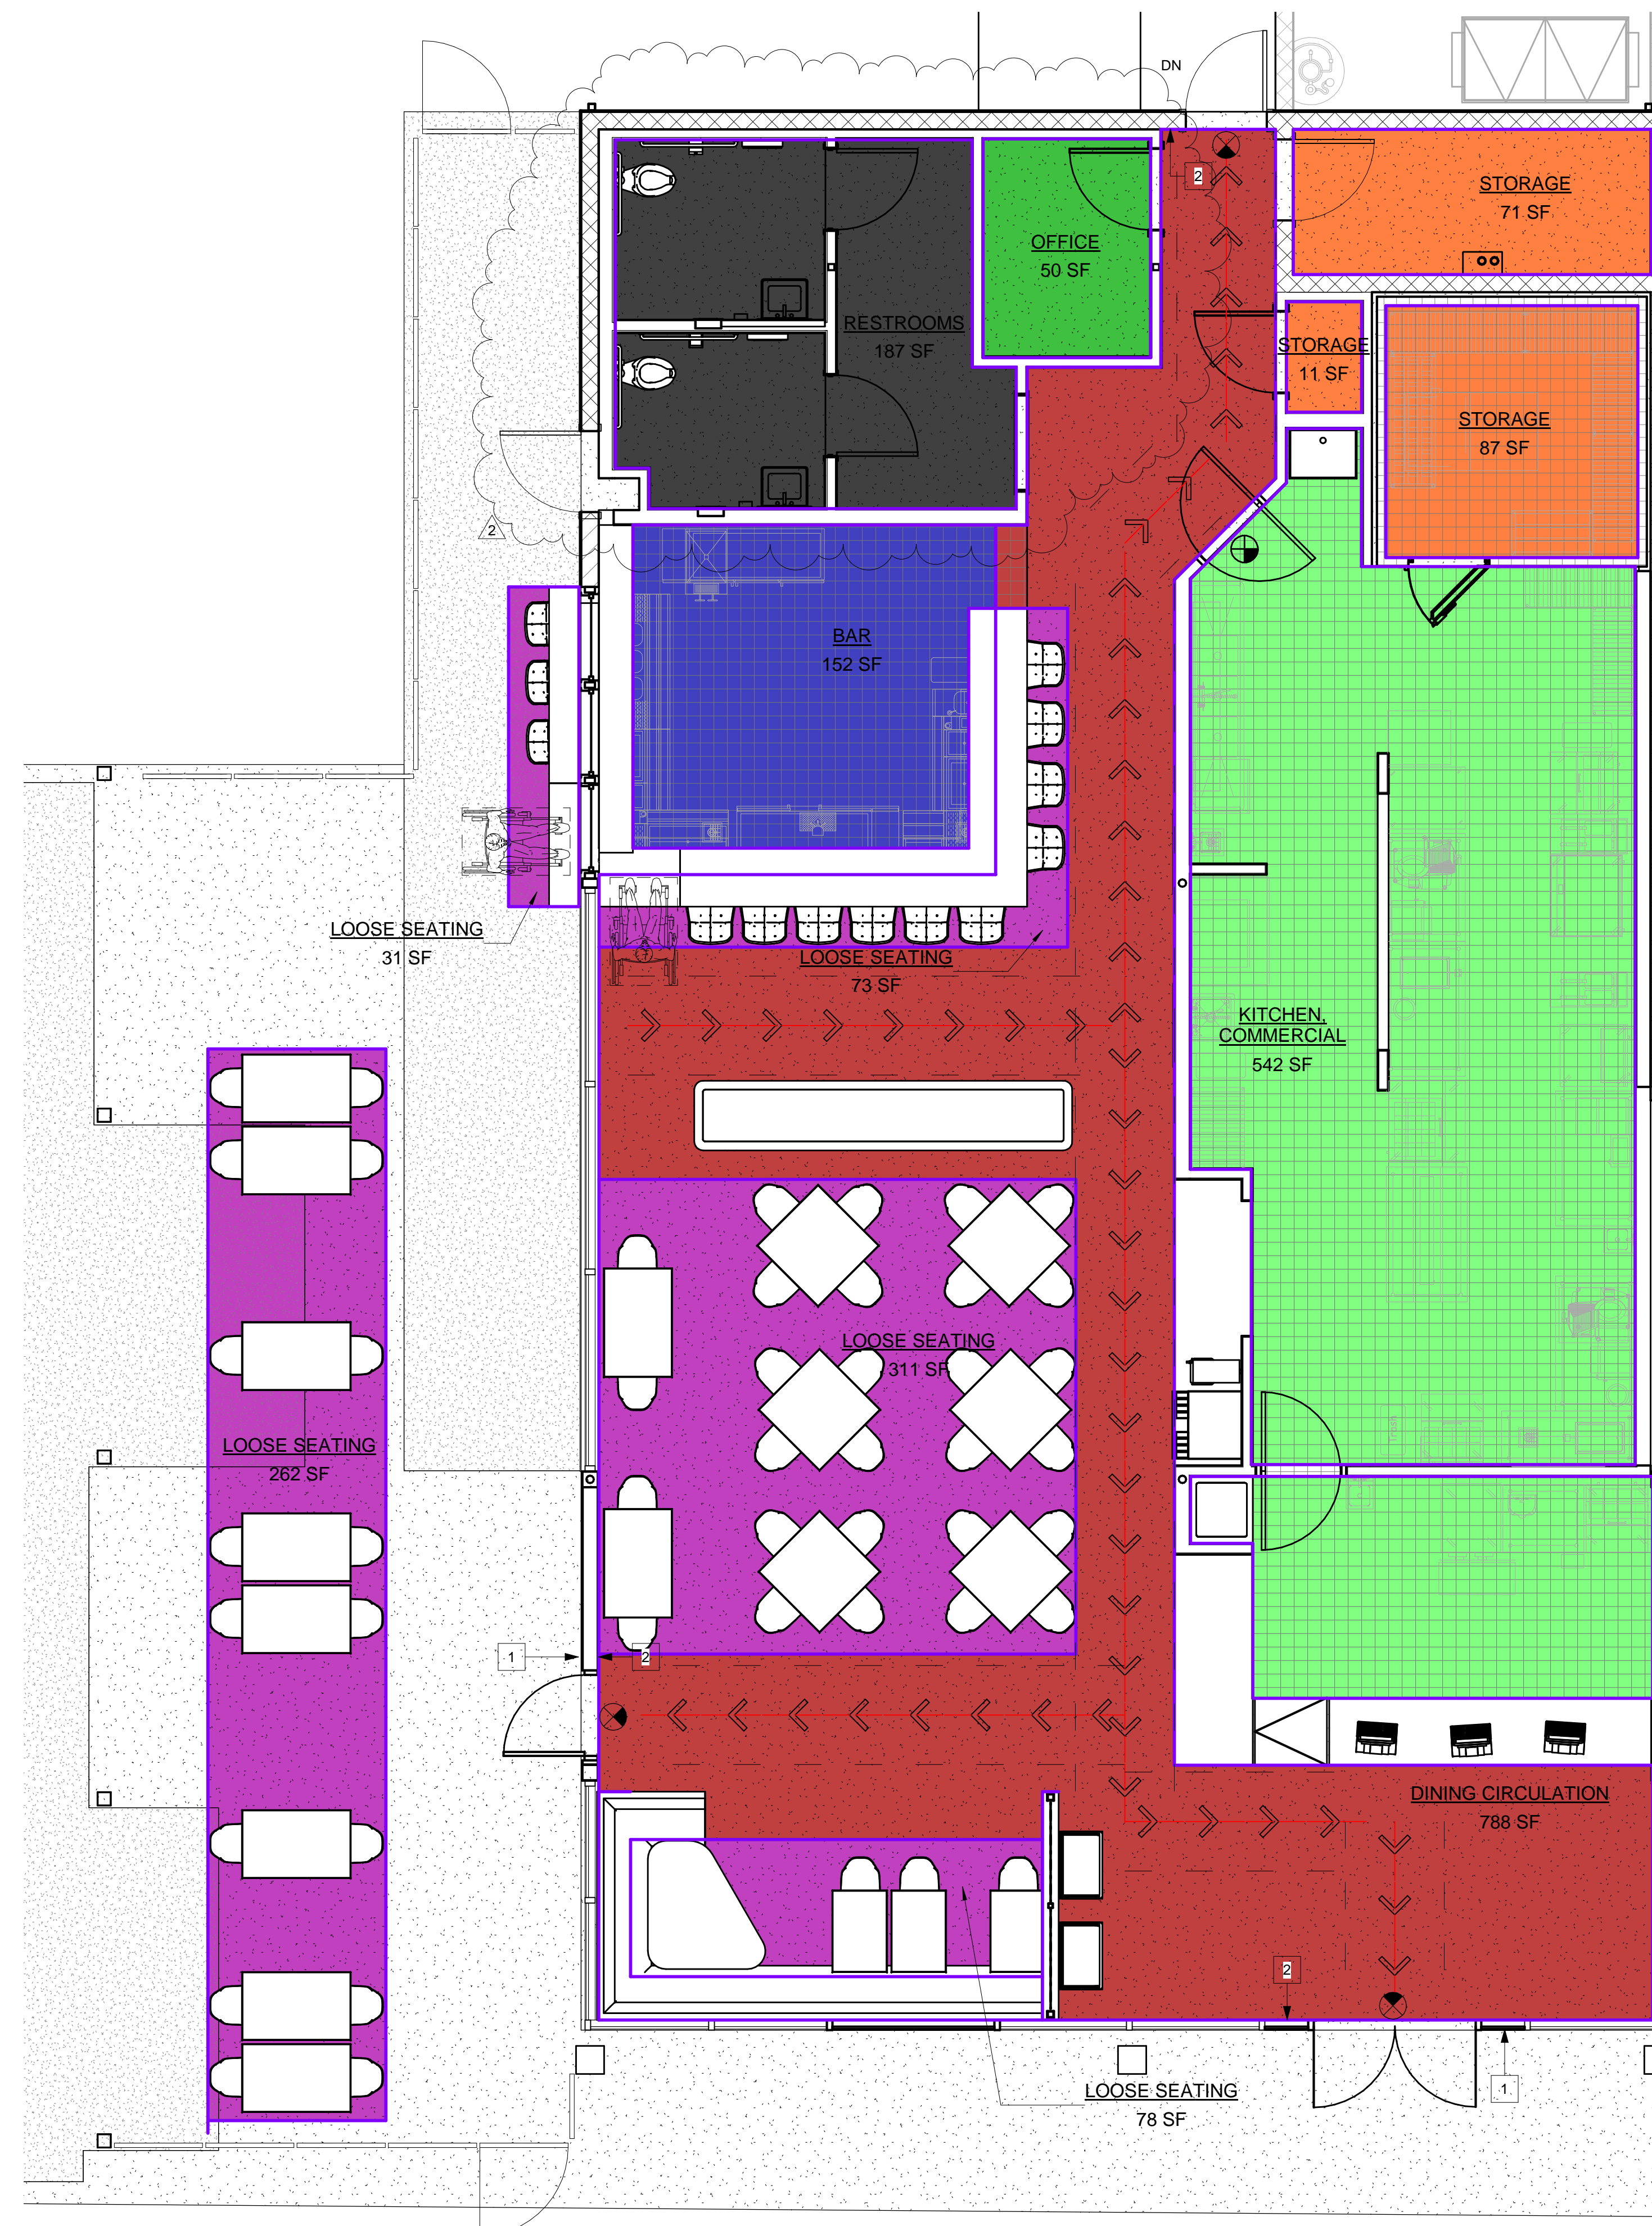 DN
2
STORAGE
71 SF
OFFICE
50 SF
RESTROOMS
187 SF
STORAGE
11 SF
STORAGE
87 SF
2
BAR
152 SF
LOOSE SEATING
31 SF
LOOSE SEATING
73 SF
KITCHEN,
COMMERCIAL
542 SF
LOOSE SEATING
311 SF
LOOSE SEATING
262 SF
Trash
1
2
DINING CIRCULATION
788 SF
2
LOOSE SEATING
78 SF
1